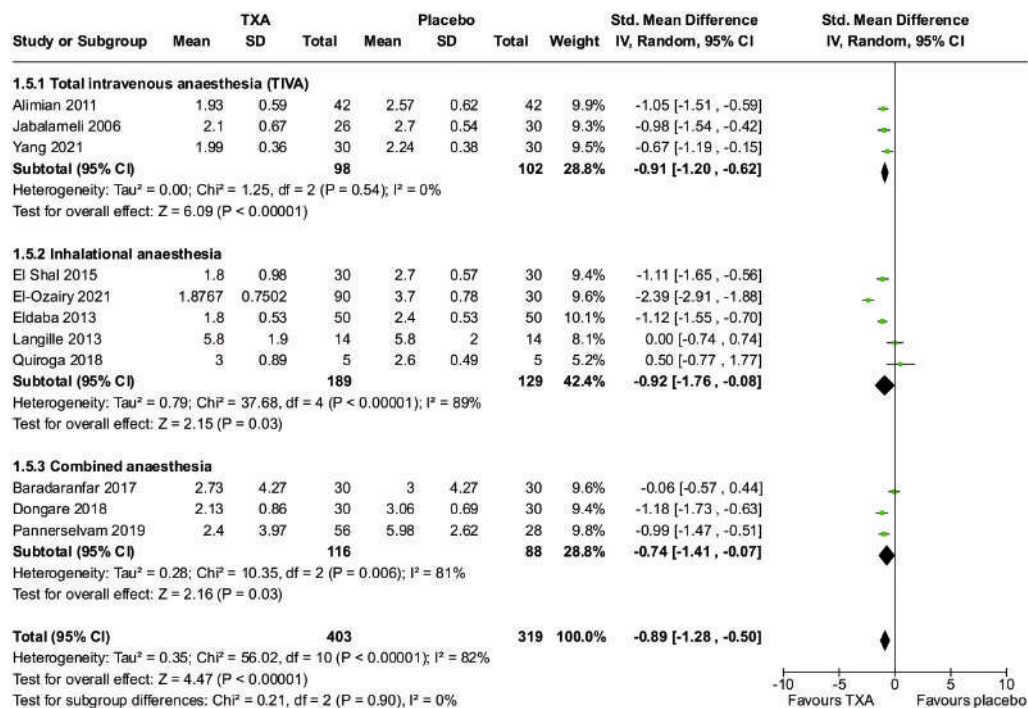 TXA Placebo Std. Mean Difference Std. Mean Difference
Study or Subgroup Mean SD Total Mean SD Total Weight IV, Random, 95% CI IV, Random, 95% CI
1.5.1 Total intravenous anaesthesia (TIVA)
Alimian 2011 1.93 0.59 42 2.57 0.62 42 9.9% -1.05 [-1.51 , -0.59]
Jabalameli 2006 2.1 0.67 26 2.7 0.54 30 9.3% -0.98 [-1.54 , -0.42]
Yang 2021 1.99 0.36 30 2.24 0.38 30 9.5% -0.67 [-1.19 , -0.15]
Subtotal (95% CI) 98 102 28.8% -0.91 [-1.20 , -0.62]
Heterogeneity: Tau² = 0.00; Chi² = 1.25, df = 2 (P = 0.54); I² = 0%
Test for overall effect: Z = 6.09 (P < 0.00001)
1.5.2 Inhalational anaesthesia
El Shal 2015 1.8 0.98 30 2.7 0.57 30 9.4% -1.11 [-1.65 , -0.56]
El-Ozairy 2021 1.8767 0.7502 90 3.7 0.78 30 9.6% -2.39 [-2.91 , -1.88]
Eldaba 2013 1.8 0.53 50 2.4 0.53 50 10.1% -1.12 [-1.55 , -0.70]
Langille 2013 5.8 1.9 14 5.8 2 14 8.1% 0.00 [-0.74 , 0.74]
Quiroga 2018 3 0.89 5 2.6 0.49 5 5.2% 0.50 [-0.77 , 1.77]
Subtotal (95% CI) 189 129 42.4% -0.92 [-1.76 , -0.08]
Heterogeneity: Tau² = 0.79; Chi² = 37.68, df = 4 (P < 0.00001); I² = 89%
Test for overall effect: Z = 2.15 (P = 0.03)
1.5.3 Combined anaesthesia
Baradaranfar 2017 2.73 4.27 30 3 4.27 30 9.6% -0.06 [-0.57 , 0.44]
Dongare 2018 2.13 0.86 30 3.06 0.69 30 9.4% -1.18 [-1.73 , -0.63]
Pannerselvam 2019 2.4 3.97 56 5.98 2.62 28 9.8% -0.99 [-1.47 , -0.51]
Subtotal (95% CI) 116 88 28.8% -0.74 [-1.41 , -0.07]
Heterogeneity: Tau² = 0.28; Chi² = 10.35, df = 2 (P = 0.006); I² = 81%
Test for overall effect: Z = 2.16 (P = 0.03)
Total (95% CI) 403 319 100.0% -0.89 [-1.28 , -0.50]
Heterogeneity: Tau² = 0.35; Chi² = 56.02, df = 10 (P < 0.00001); I² = 82%
Test for overall effect: Z = 4.47 (P < 0.00001)
Test for subgroup differences: Chi² = 0.21, df = 2 (P = 0.90), I² = 0%
-10 -5 0 5 10
Favours TXA Favours placebo